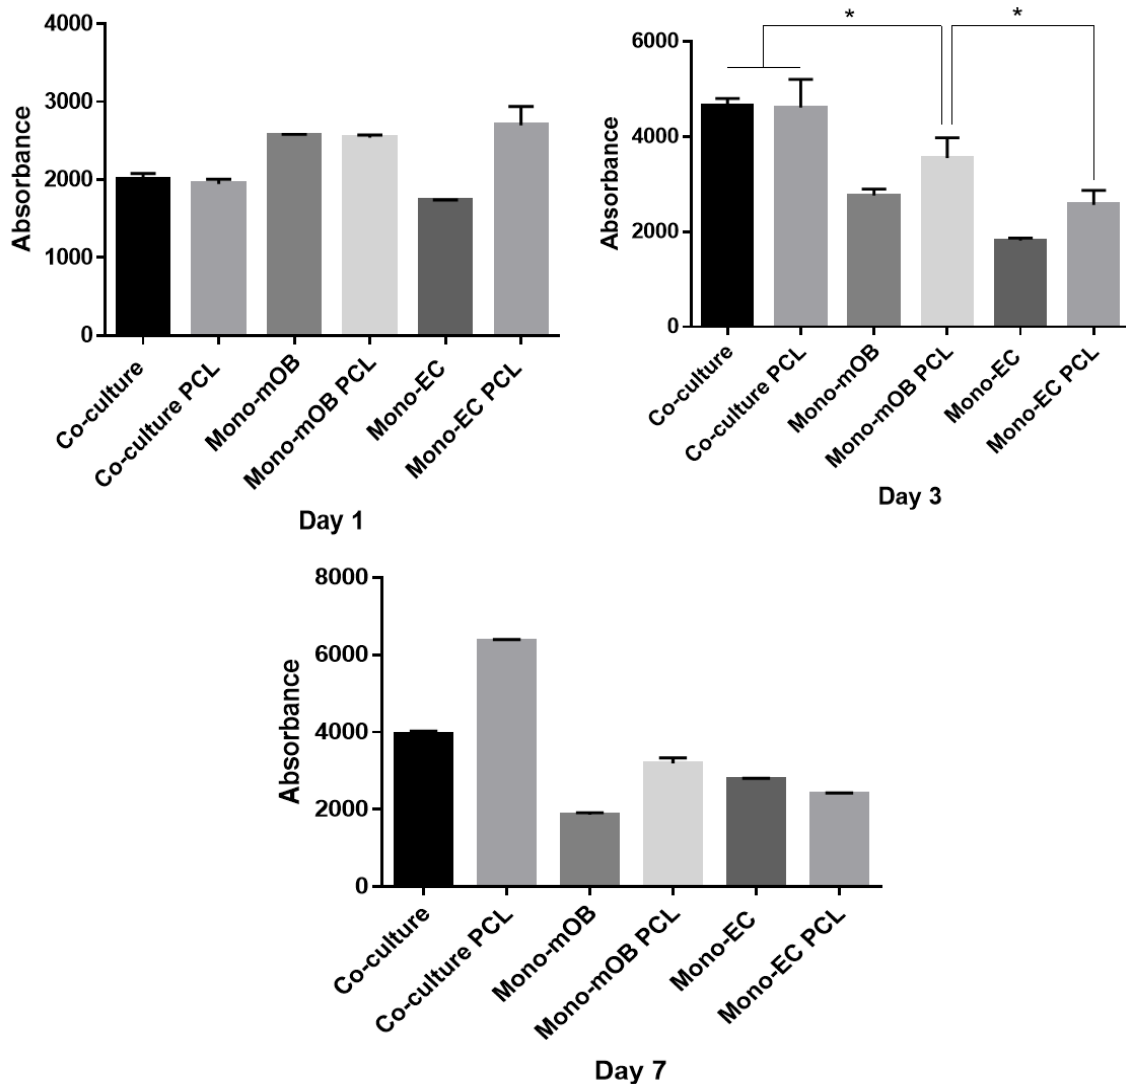 4000
3000
2000
1000
0
Absorbance
Co-culture
Co-culture PCL
Mono-mOB
Mono-mOB PCL
Mono-EC
Mono-EC PCL
Day 1
*
*
6000
4000
2000
0
Absorbance
Co-culture
Co-culture PCL
Mono-mOB
Mono-mOB PCL
Mono-EC
Mono-EC PCL
Day 3
8000
6000
4000
2000
0
Absorbance
Co-culture
Co-culture PCL
Mono-mOB
Mono-mOB PCL
Mono-EC
Mono-EC PCL
Day 7